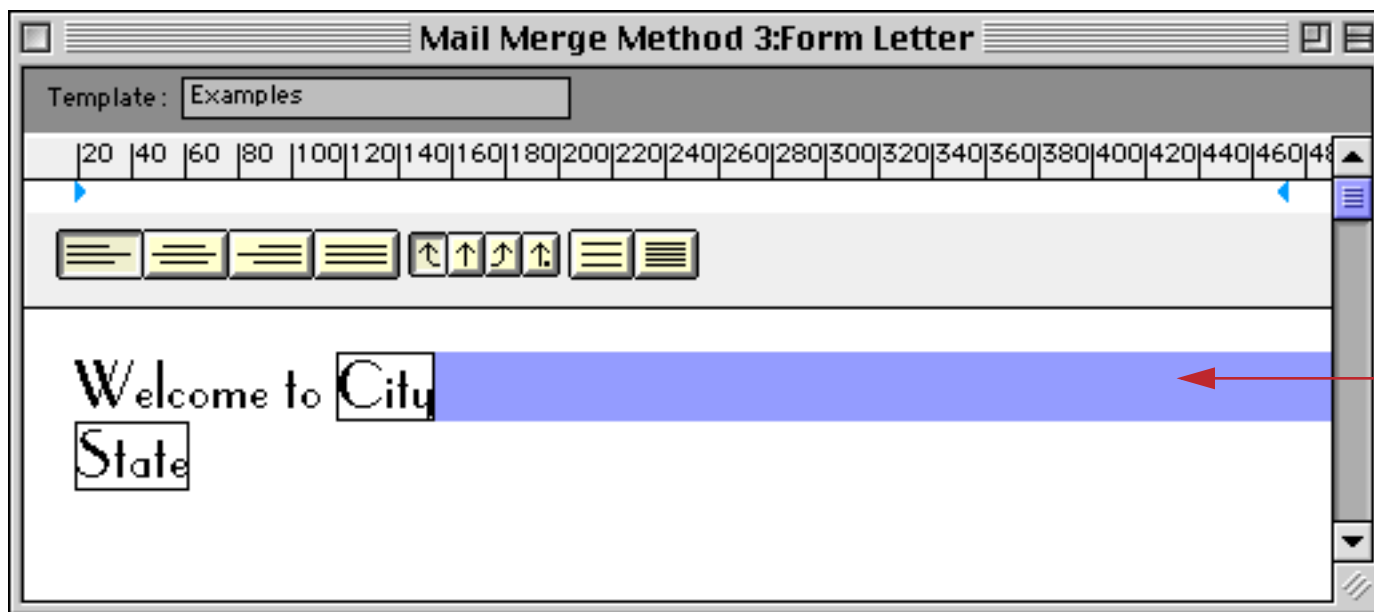 Mail Merge Method 3:Form Letter
Template: Examples
20 40 60 80 100 120 140 160 180 200 220 240 260 280 300 320 340 360 380 400 420 440 460 48
Welcome to City
State